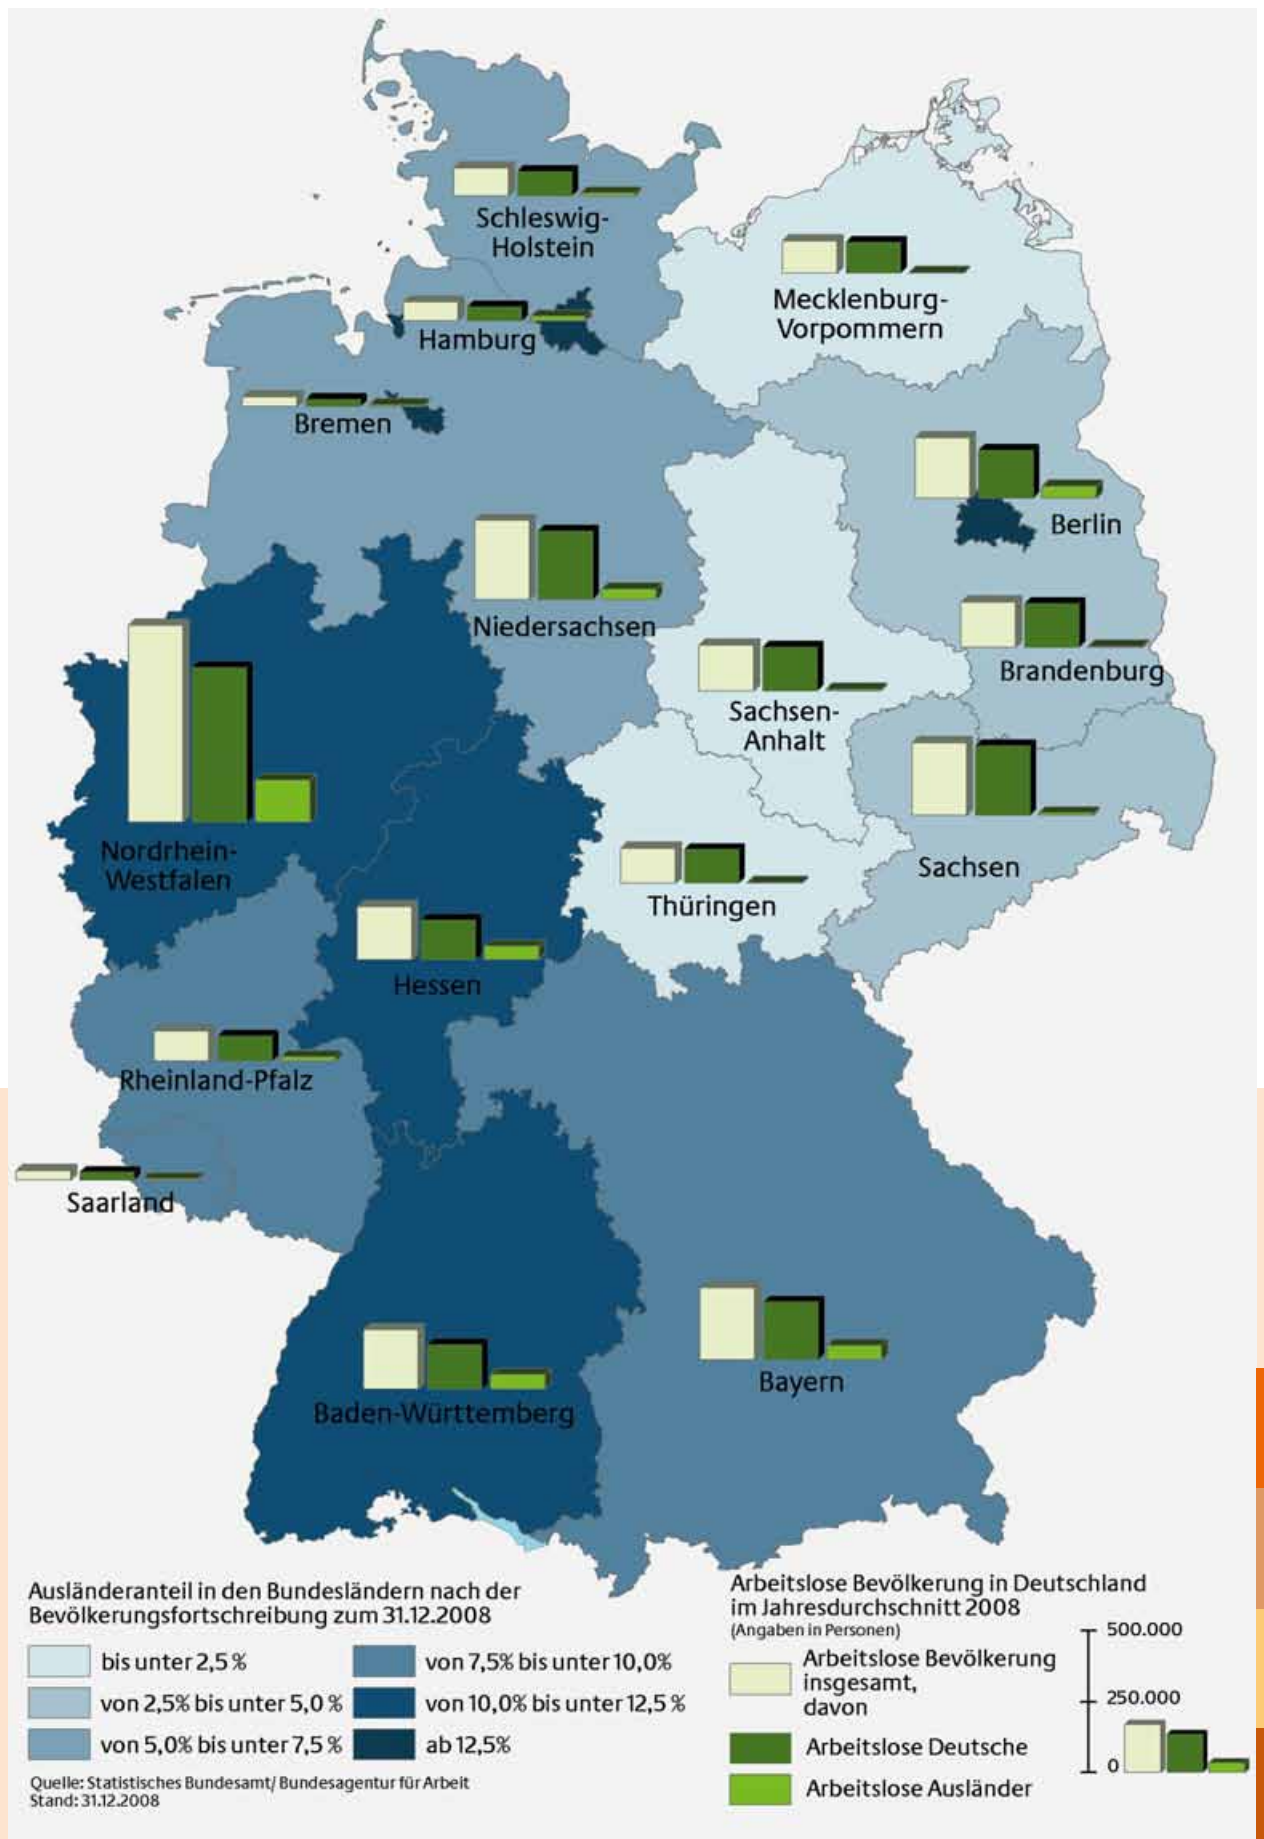 Schleswig-
Holstein
Mecklenburg-
Vorpommern
Hamburg
Bremen
Berlin
Niedersachsen
Brandenburg
Sachsen-
Anhalt
Nordrhein-
Westfalen
Sachsen
Thüringen
Hessen
Rheinland-Pfalz
Saarland
Bayern
Baden-Württemberg
Ausländeranteil in den Bundesländern nach der
Bevölkerungsfortschreibung zum 31.12.2008
bis unter 2,5 %
von 2,5% bis unter 5,0 %
von 5,0% bis unter 7,5 %
von 7,5% bis unter 10,0%
von 10,0% bis unter 12,5 %
ab 12,5%
Quelle: Statistisches Bundesamt/ Bundesagentur für Arbeit
Stand: 31.12.2008
Arbeitslose Bevölkerung in Deutschland
im Jahresdurchschnitt 2008
(Angaben in Personen)
Arbeitslose Bevölkerung
insgesamt,
davon
Arbeitslose Deutsche
Arbeitslose Ausländer
500.000
250.000
0